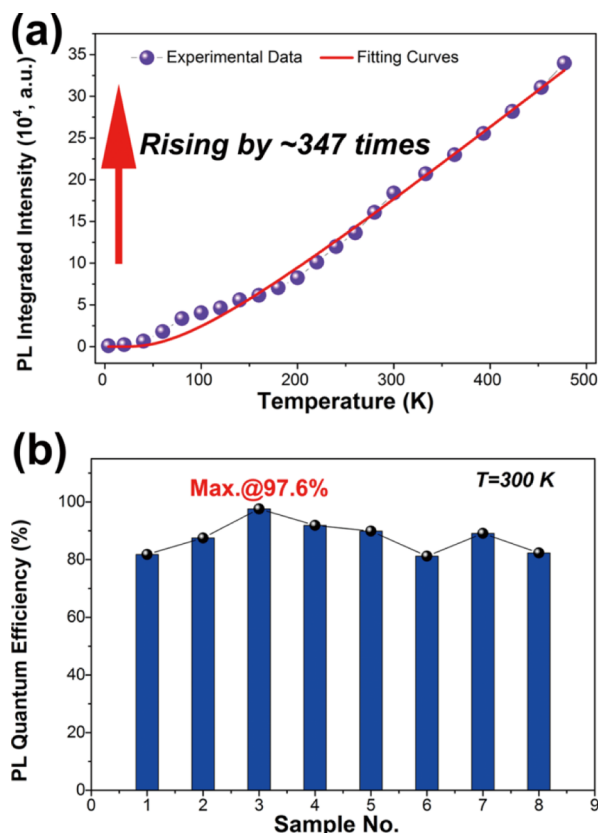 (a)
Experimental Data
Fitting Curves
Rising by ~347 times
PL Integrated Intensity (10⁴, a.u.)
35
30
25
20
15
10
5
0
0 100 200 300 400 500
Temperature (K)
(b)
Max.@97.6%
T=300 K
PL Quantum Efficiency (%)
100
80
60
40
20
0
0 1 2 3 4 5 6 7 8 9
Sample No.